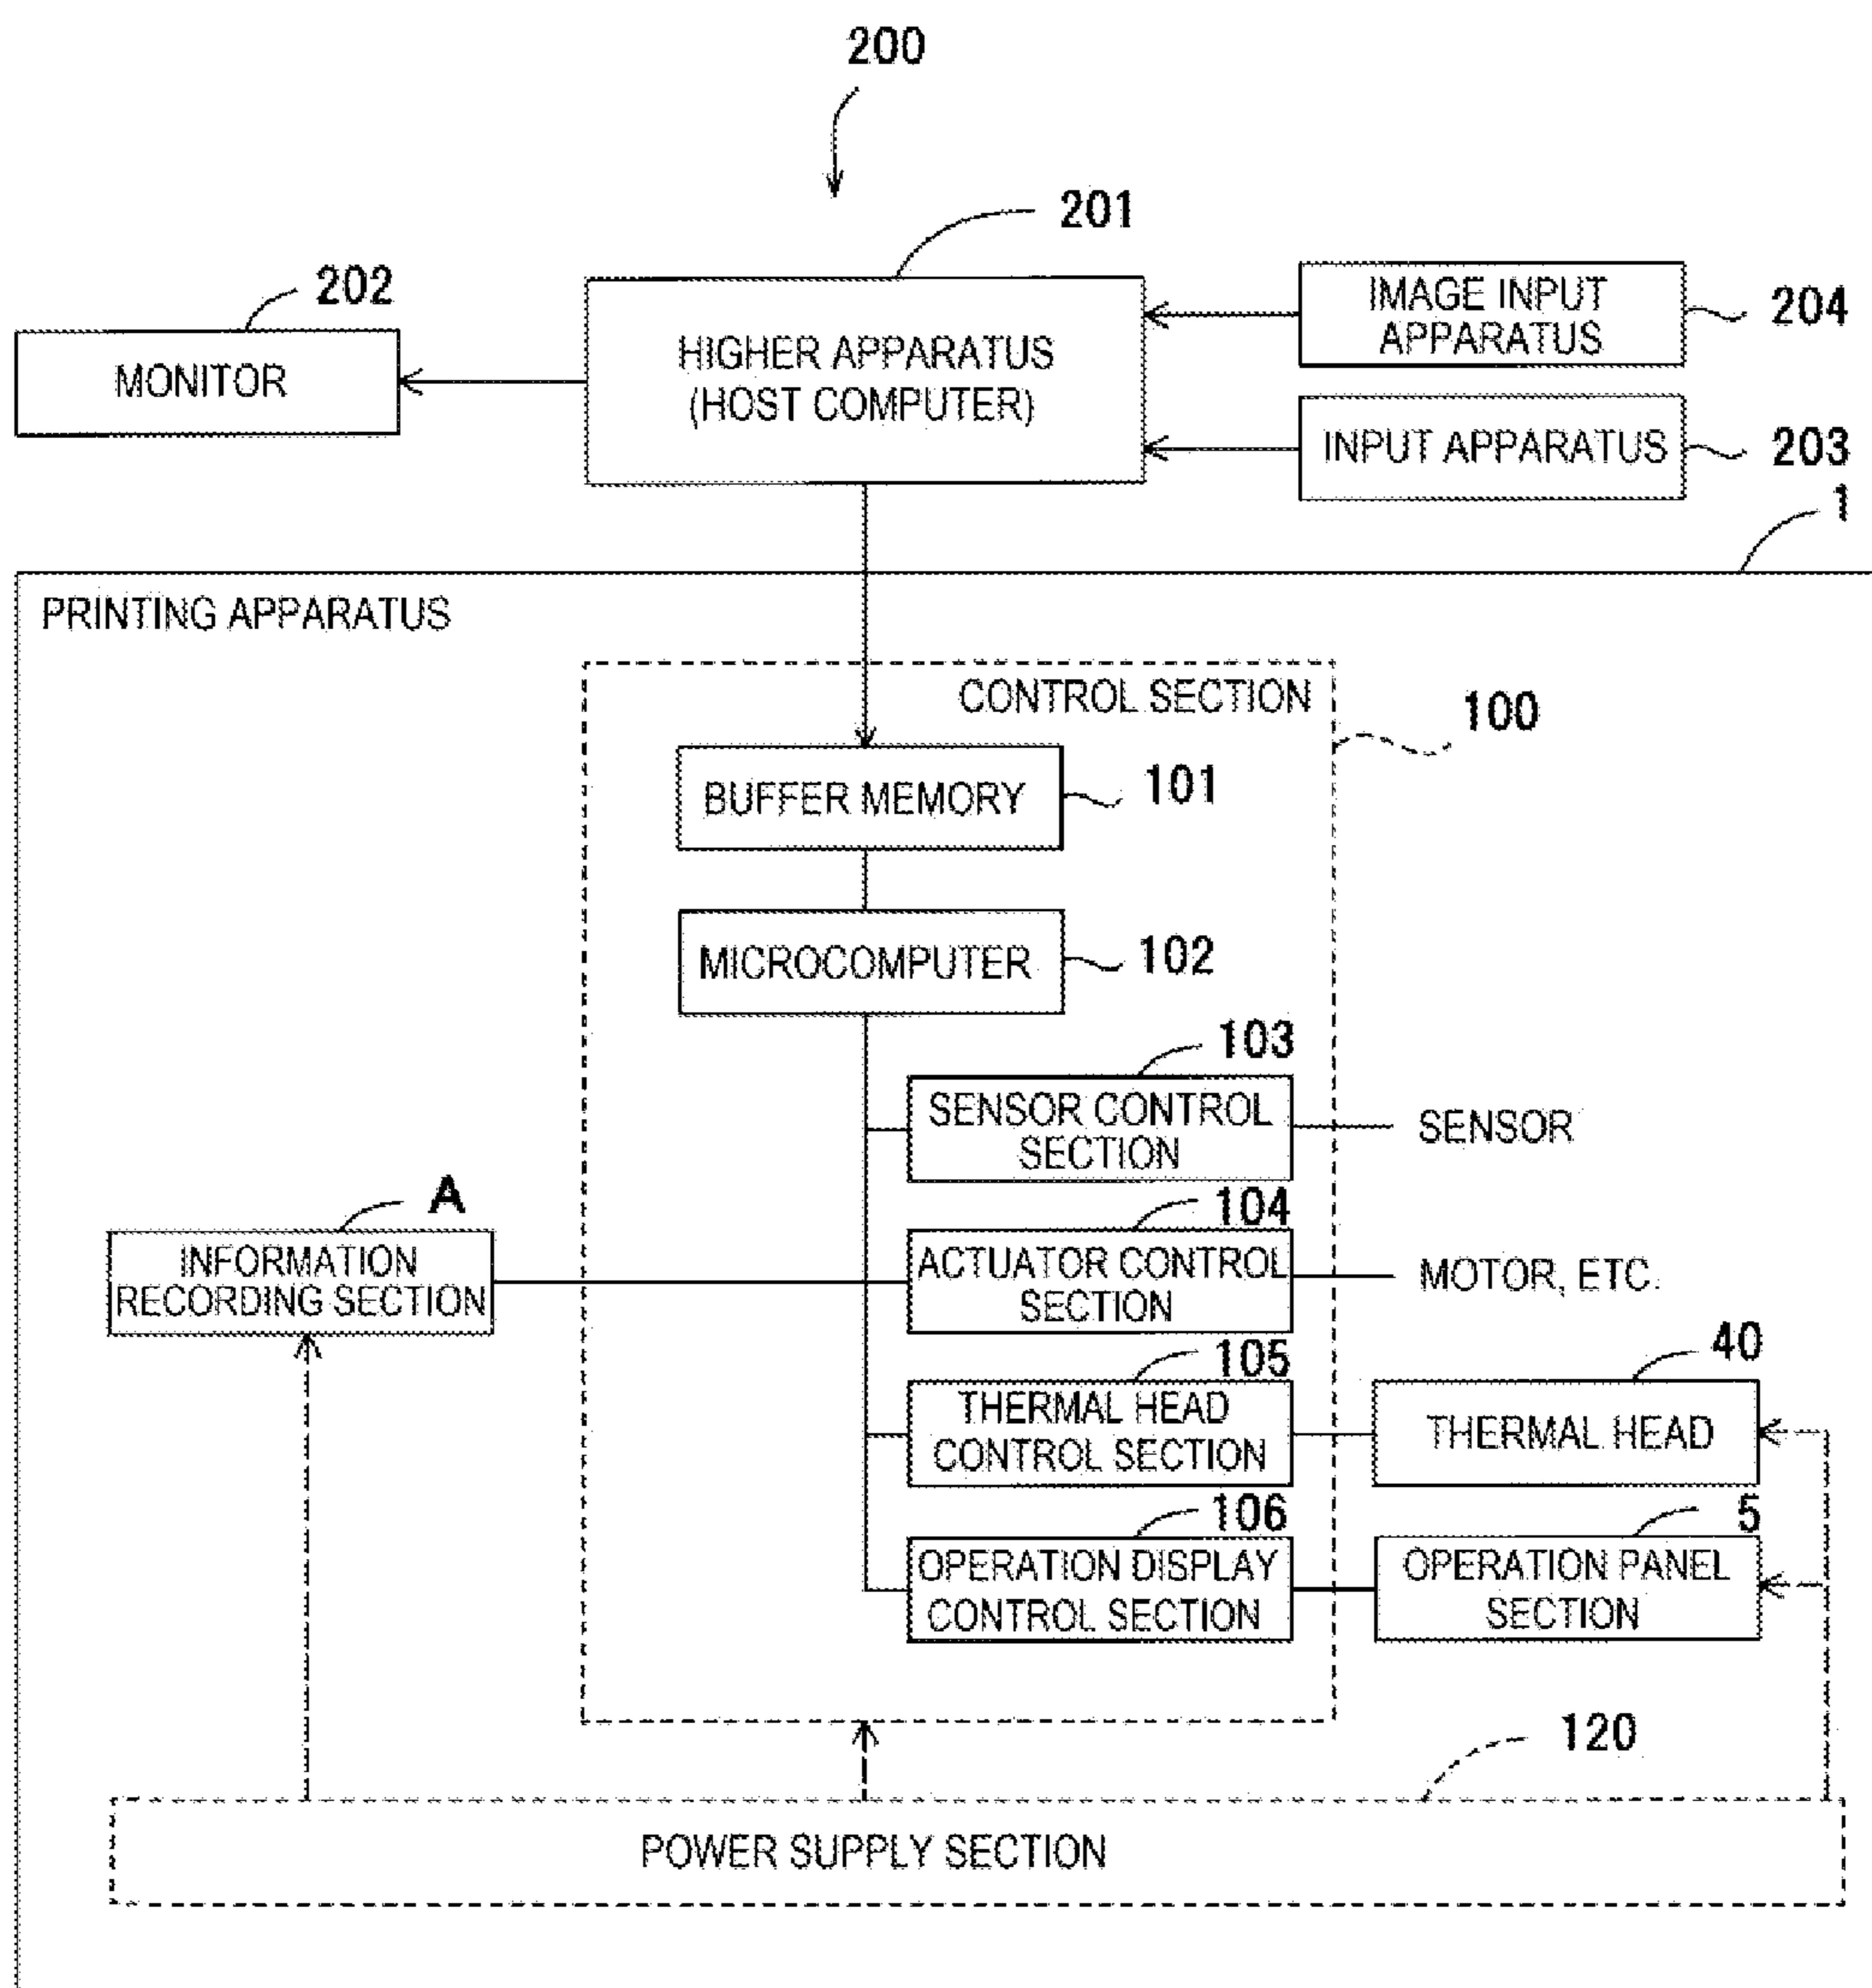 200
201
202
MONITOR
HIGHER APPARATUS
(HOST COMPUTER)
IMAGE INPUT
APPARATUS
204
INPUT APPARATUS
203
1
PRINTING APPARATUS
CONTROL SECTION
100
BUFFER MEMORY
101
MICROCOMPUTER
102
103
SENSOR CONTROL
SECTION
SENSOR
A
INFORMATION
RECORDING SECTION
104
ACTUATOR CONTROL
SECTION
MOTOR, ETC.
105
THERMAL HEAD
CONTROL SECTION
40
THERMAL HEAD
106
OPERATION DISPLAY
CONTROL SECTION
5
OPERATION PANEL
SECTION
120
POWER SUPPLY SECTION